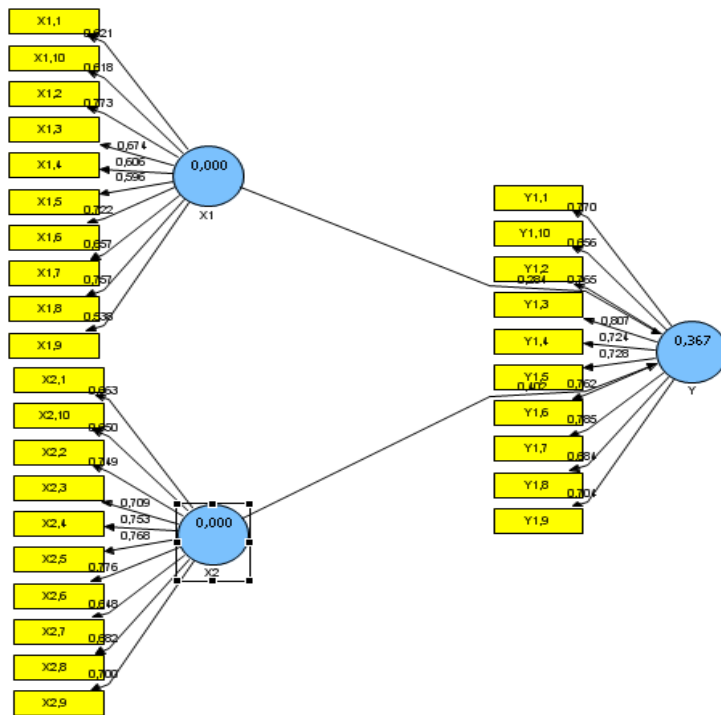 X1,1
0,621
X1,10
0,618
X1,2
0,773
X1,3
0,674
X1,4
0,606
0,596
X1,5
0,722
X1,6
0,657
X1,7
0,757
X1,8
0,538
X1,9
0,000
X1
X2,1
0,653
X2,10
0,650
X2,2
0,749
X2,3
0,709
X2,4
0,753
0,768
X2,5
0,776
X2,6
0,648
X2,7
0,682
X2,8
0,700
X2,9
0,000
X2
0,284
0,402
Y1,1
0,770
Y1,10
0,656
Y1,2
0,755
Y1,3
0,807
Y1,4
0,724
0,728
Y1,5
0,762
Y1,6
0,785
Y1,7
0,684
Y1,8
0,704
Y1,9
0,367
Y